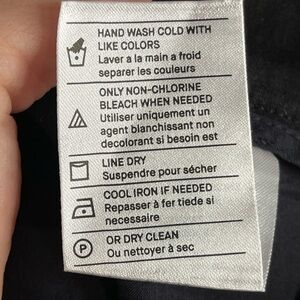 HAND WASH COLD WITH
LIKE COLORS
Laver a la main a froid
separer les couleurs
ONLY NON-CHLORINE
BLEACH WHEN NEEDED
Utiliser uniquement un
agent blanchissant non
decolorant si besoin est
LINE DRY
Suspendre pour sécher
COOL IRON IF NEEDED
Repasser à fer tiede si
necessaire
P
OR DRY CLEAN
Ou nettoyer à sec